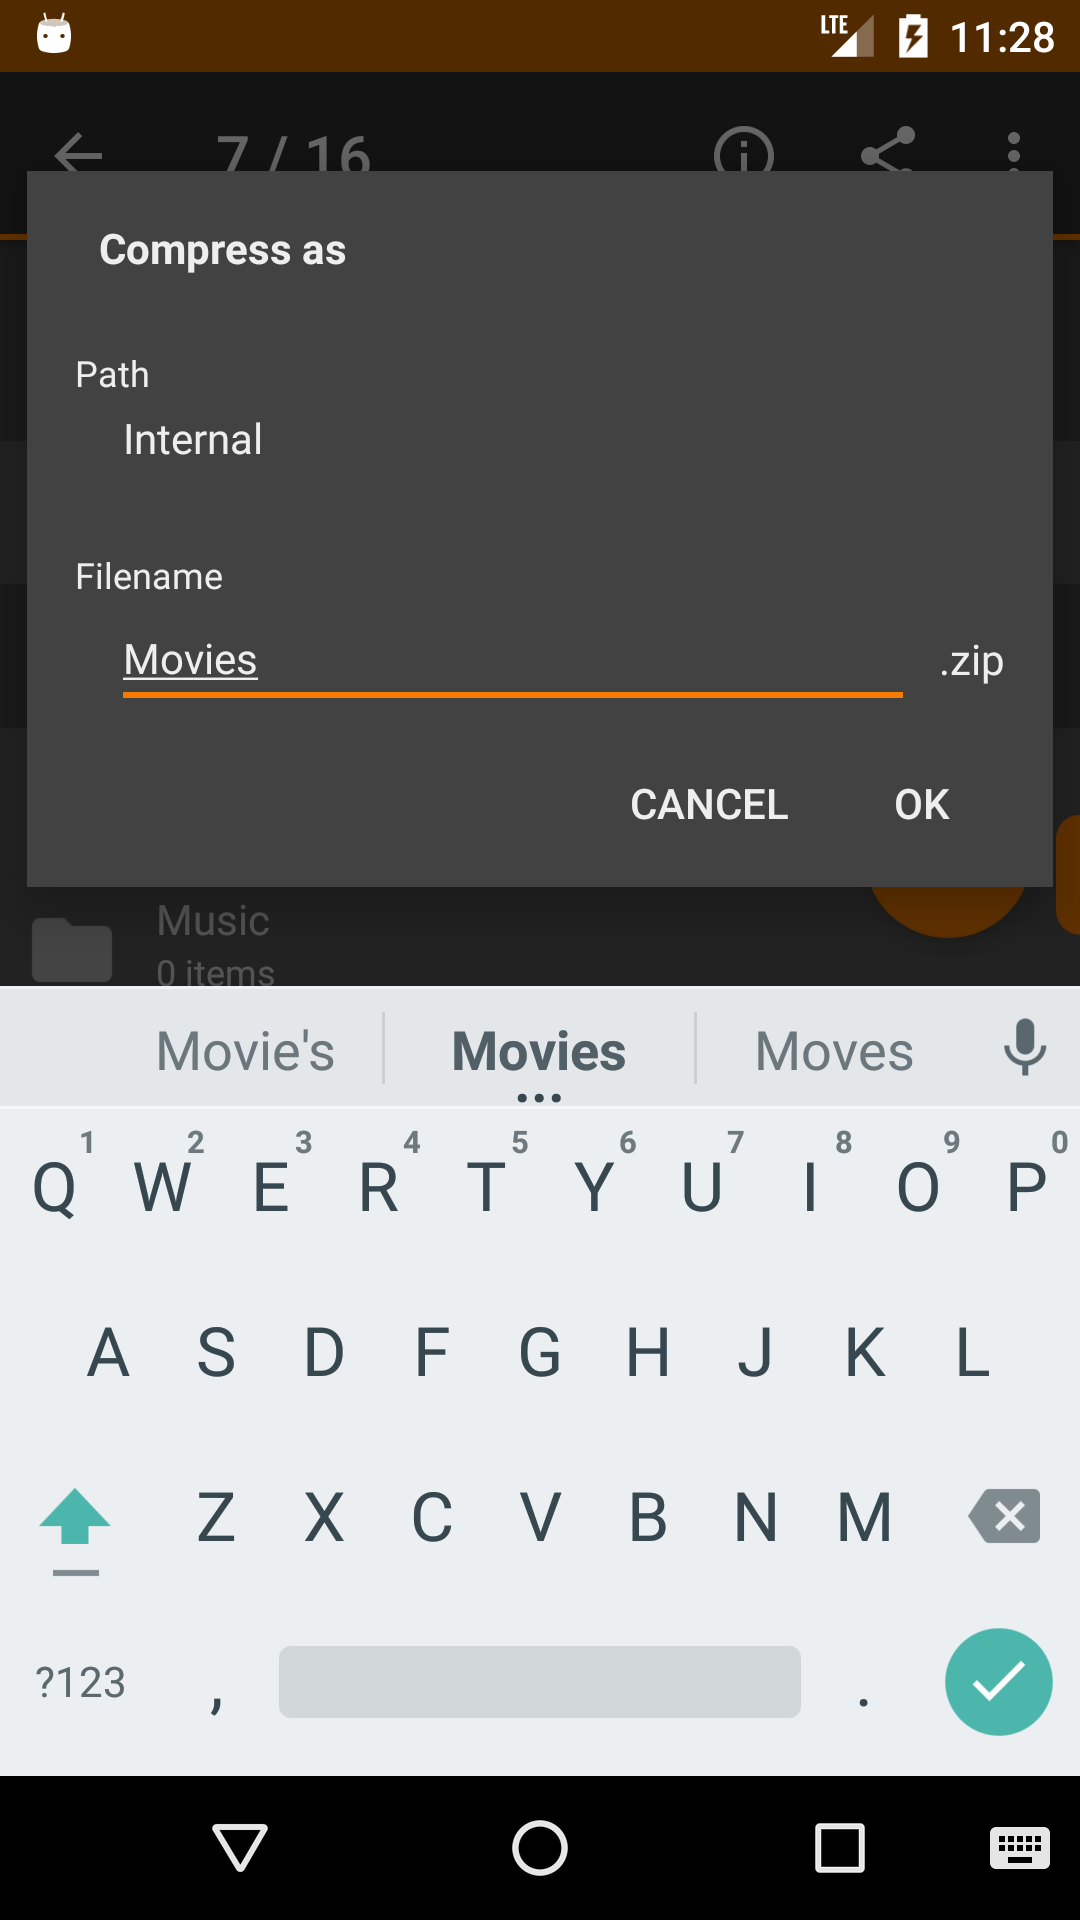 LTE 11:28
7 / 16
Compress as
Path
Internal
Filename
Movies .zip
CANCEL OK
Music
0 items
Movie's Movies Moves
1 2 3 4 5 6 7 8 9 0
Q W E R T Y U I O P
A S D F G H J K L
Z X C V B N M
?123 , .